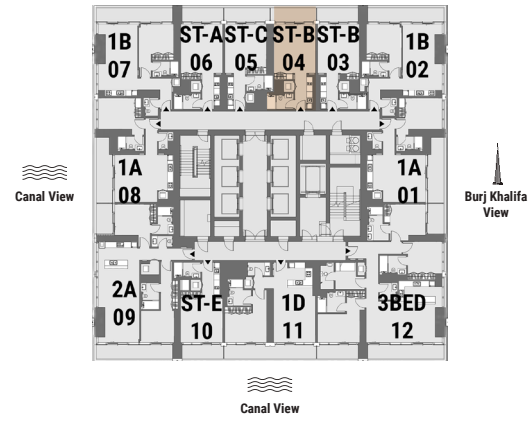 1B
07
ST-A
06
ST-C
05
ST-B
04
ST-B
03
1B
02
1A
08
1A
01
Canal View
Burj Khalifa
View
2A
09
ST-E
10
1D
11
3BED
12
Canal View